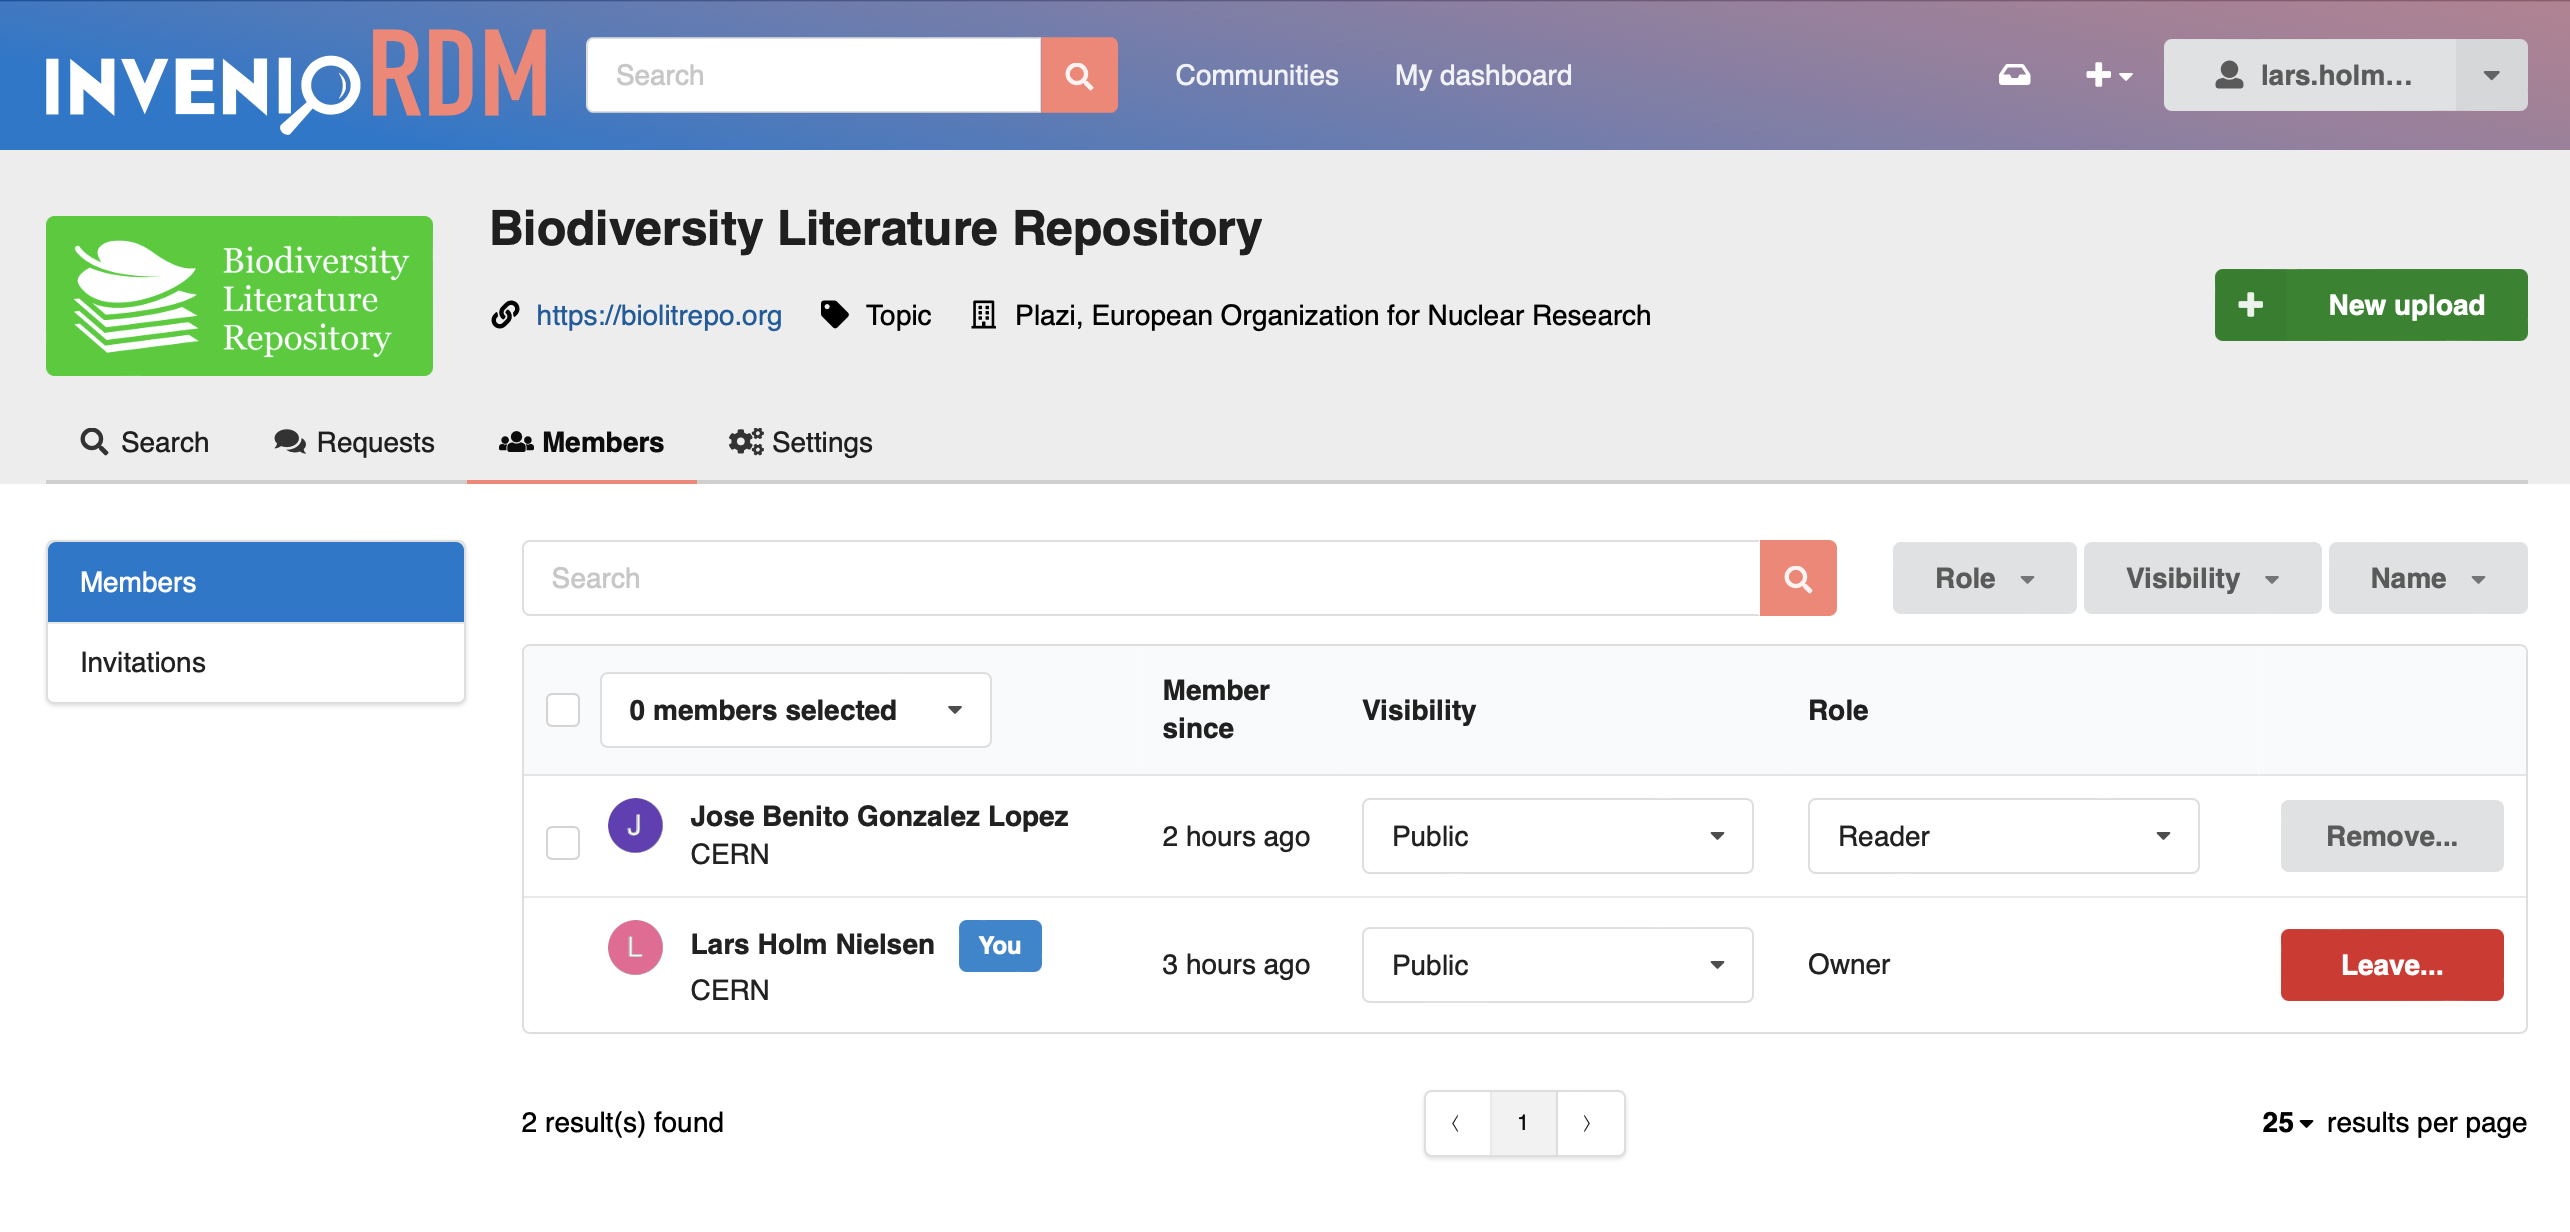 INVENIO RDM
Search
Communities
My dashboard
lars.holm...
Biodiversity
Literature
Repository
Biodiversity Literature Repository
https://biolitrepo.org
Topic
Plazi, European Organization for Nuclear Research
New upload
Search
Requests
Members
Settings
Members
Invitations
Search
Role
Visibility
Name
0 members selected
Member
since
Visibility
Role
J
Jose Benito Gonzalez Lopez
CERN
2 hours ago
Public
Reader
Remove...
L
Lars Holm Nielsen
You
CERN
3 hours ago
Public
Owner
Leave...
2 result(s) found
1
25 results per page